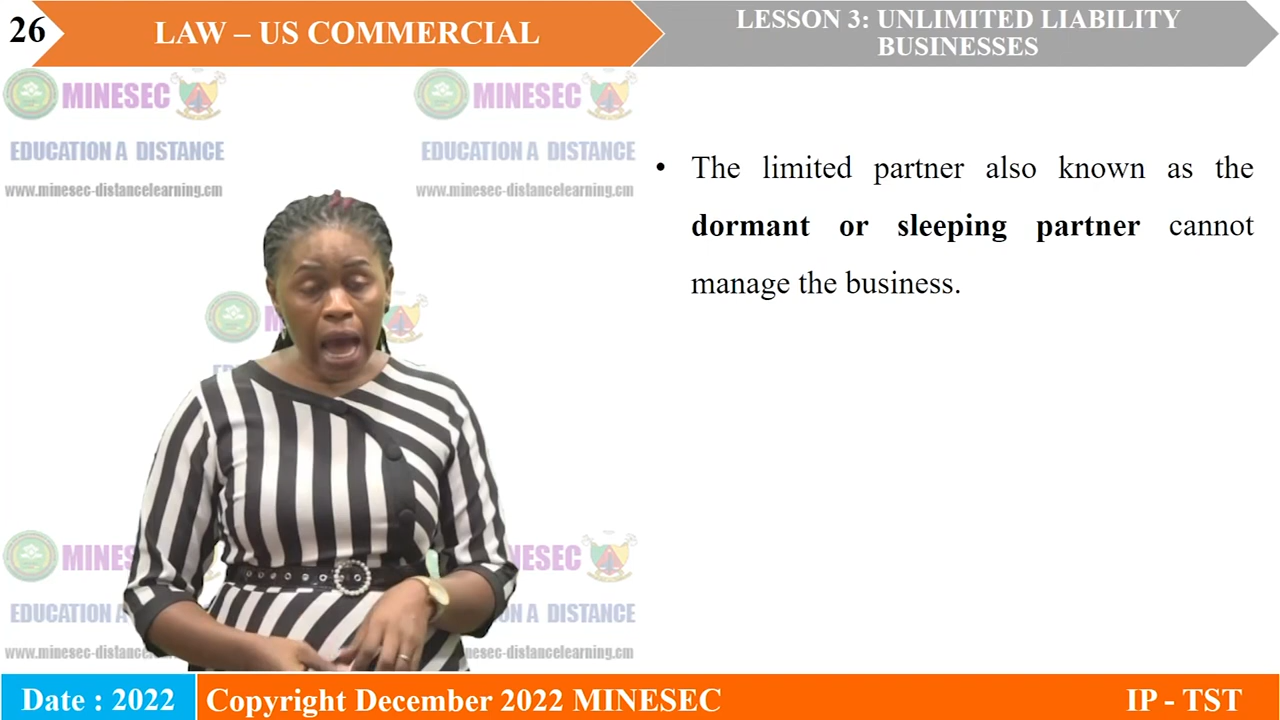 26
LAW – US COMMERCIAL
LESSON 3: UNLIMITED LIABILITY
BUSINESSES
MINESEC
MINESEC
EDUCATION A DISTANCE
EDUCATION A DISTANCE
www.minesec-distancelearning.cm
www.minesec-distancelearning.cm
• The limited partner also known as the
dormant or sleeping partner cannot
manage the business.
Date : 2022
Copyright December 2022 MINESEC
IP - TST